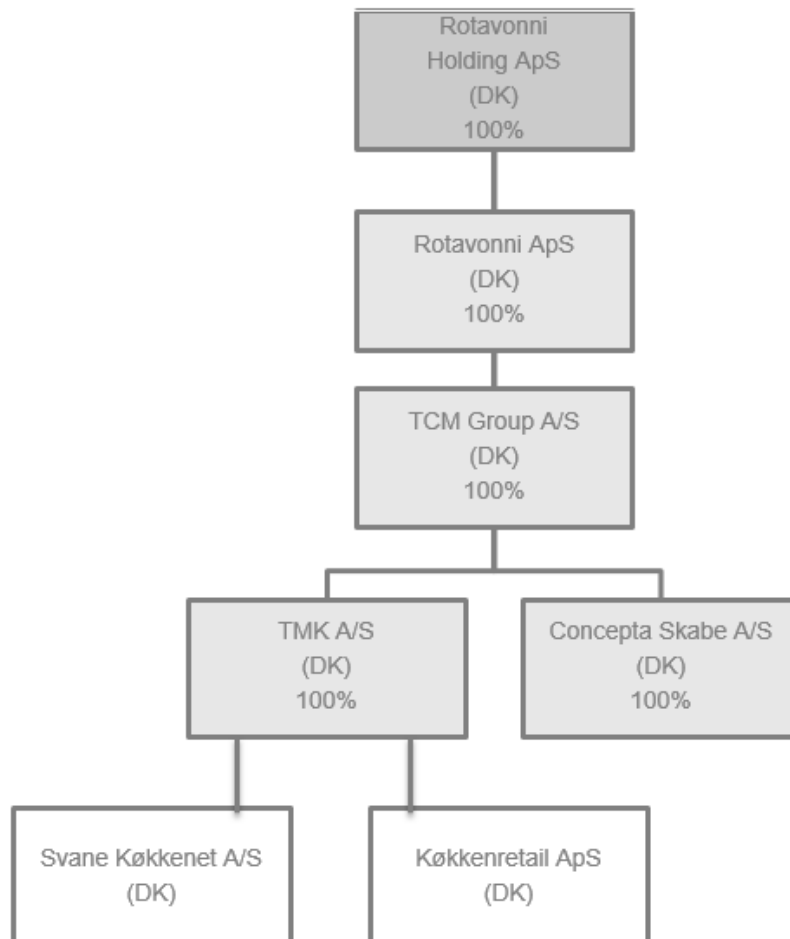 Rotavonni
Holding ApS
(DK)
100%
Rotavonni ApS
(DK)
100%
TCM Group A/S
(DK)
100%
TMK A/S
(DK)
100%
Concepta Skabe A/S
(DK)
100%
Svane Køkkenet A/S
(DK)
Køkkenretail ApS
(DK)